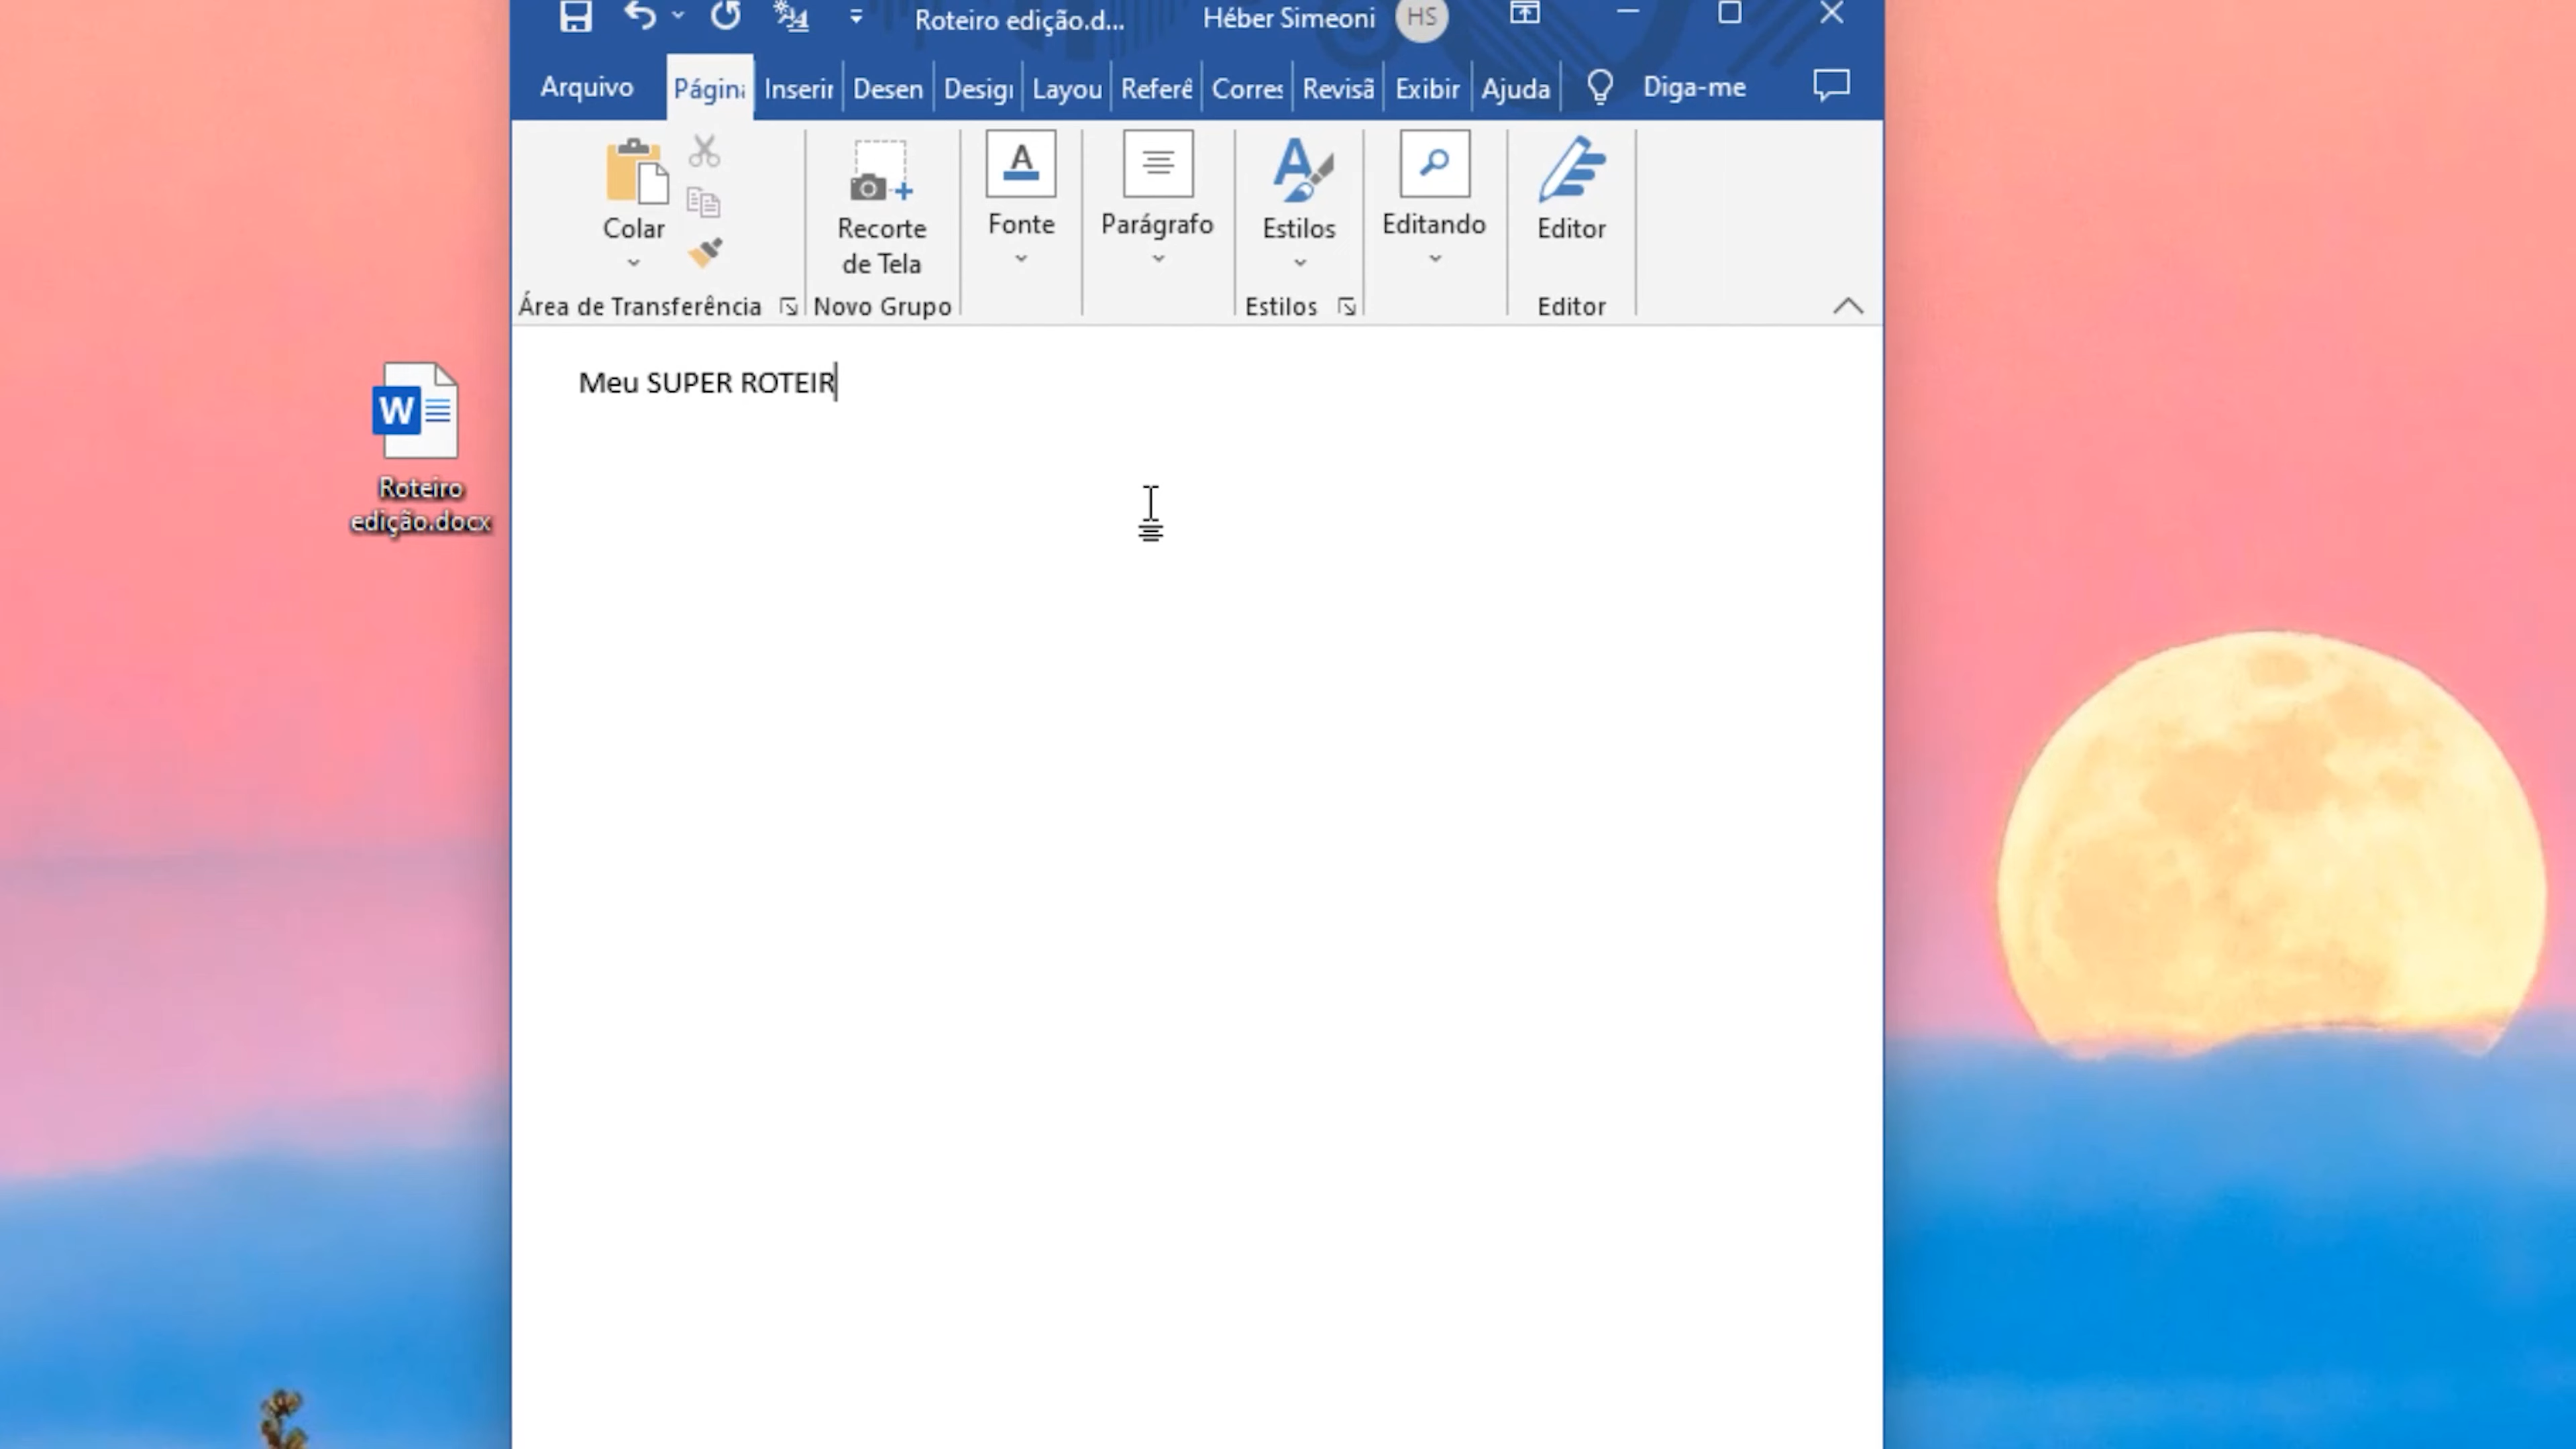 Roteiro edição.d...
Héber Simeoni
HS
Arquivo
Págin
Inserir
Desen
Desig
Layou
Referê
Corres
Revisã
Exibir
Ajuda
Diga-me
Colar
Área de Transferência
Recorte
de Tela
Novo Grupo
A
Fonte
Parágrafo
Estilos
Estilos
Editando
Editor
Editor
Meu SUPER ROTEIR
W
Roteiro
edição.docx